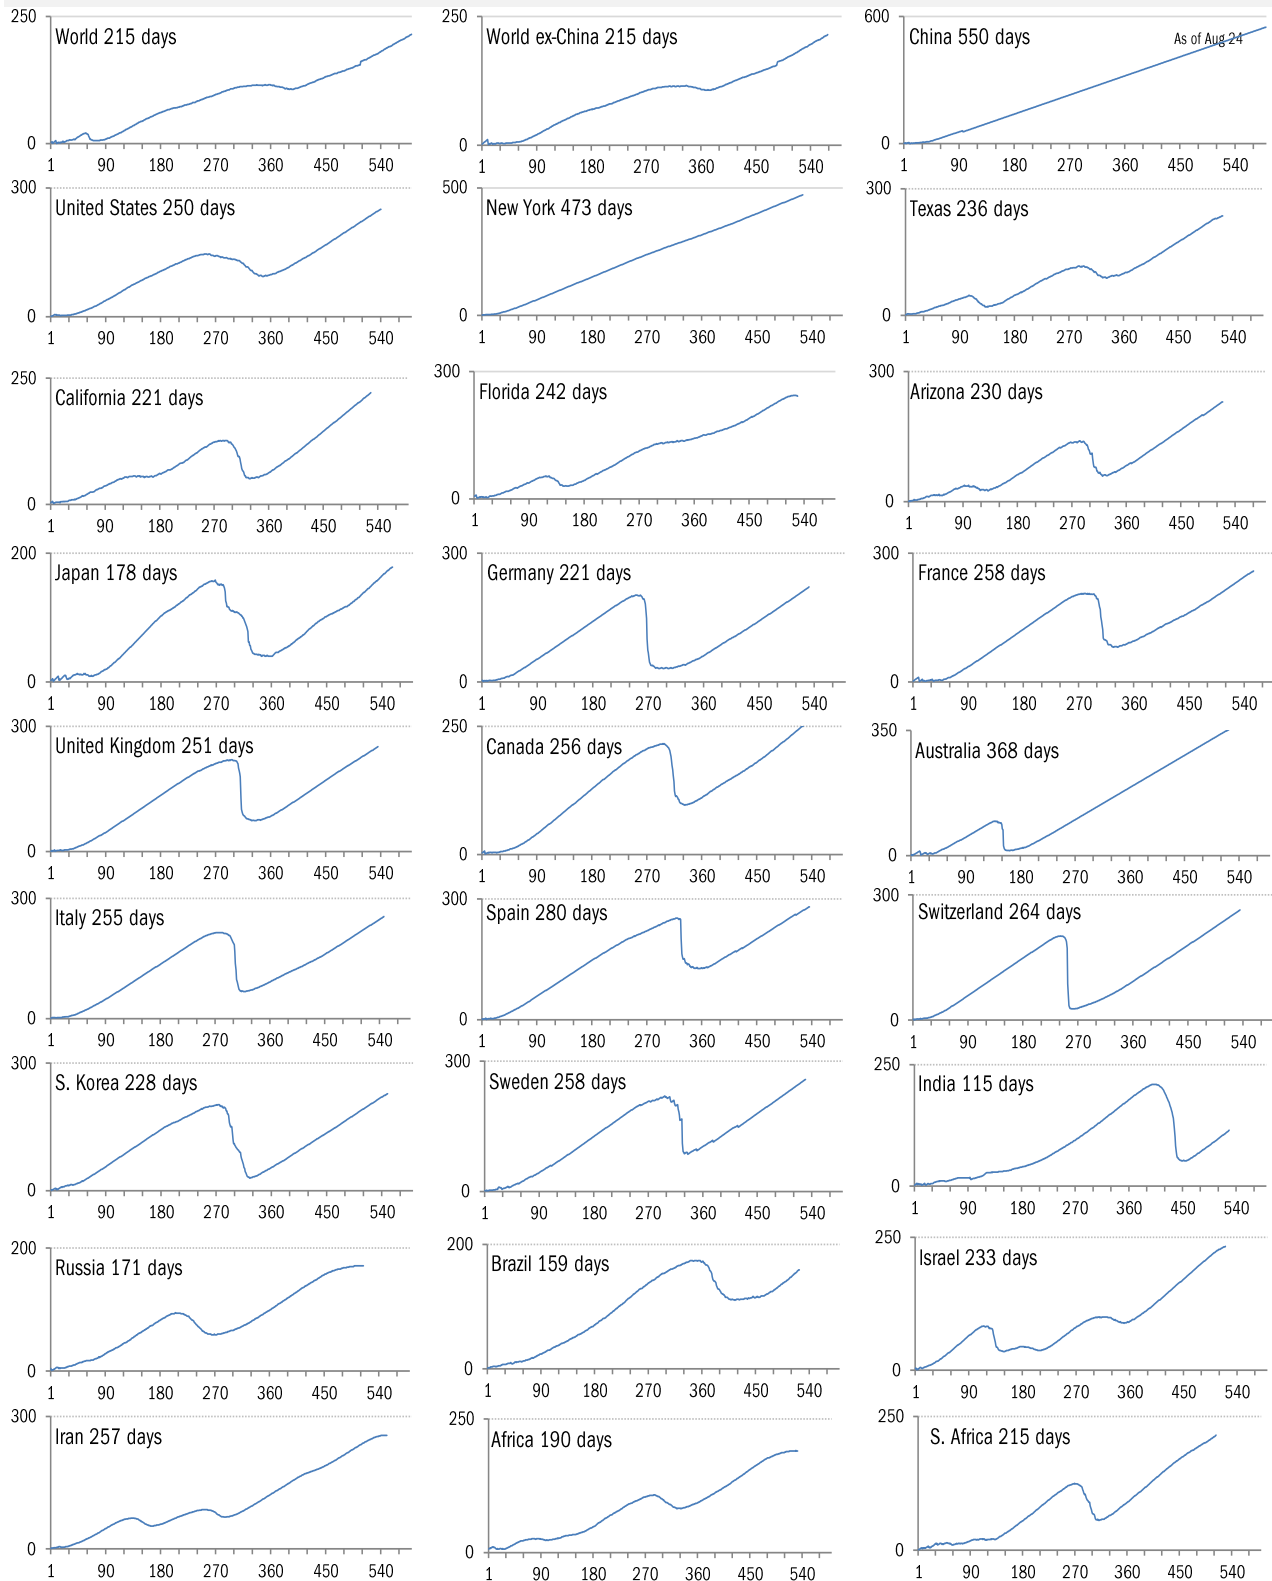 250 250 600
World 215 days World ex-China 215 days China 550 days
As of Aug 24
0 0 0
1 90 180 270 360 450 540 1 90 180 270 360 450 540 1 90 180 270 360 450 540
300 500 300
United States 250 days New York 473 days Texas 236 days
0 0 0
1 90 180 270 360 450 540 1 90 180 270 360 450 540 1 90 180 270 360 450 540
250 300 300
California 221 days Florida 242 days Arizona 230 days
0 0 0
1 90 180 270 360 450 540 1 90 180 270 360 450 540 1 90 180 270 360 450 540
200 300 300
Japan 178 days Germany 221 days France 258 days
0 0 0
1 90 180 270 360 450 540 1 90 180 270 360 450 540 1 90 180 270 360 450 540
300 250 350
United Kingdom 251 days Canada 256 days Australia 368 days
0 0 0
1 90 180 270 360 450 540 1 90 180 270 360 450 540 1 90 180 270 360 450 540
300 300 300
Italy 255 days Spain 280 days Switzerland 264 days
0 0 0
1 90 180 270 360 450 540 1 90 180 270 360 450 540 1 90 180 270 360 450 540
300 300 250
S. Korea 228 days Sweden 258 days India 115 days
0 0 0
1 90 180 270 360 450 540 1 90 180 270 360 450 540 1 90 180 270 360 450 540
200 200 250
Russia 171 days Brazil 159 days Israel 233 days
0 0 0
1 90 180 270 360 450 540 1 90 180 270 360 450 540 1 90 180 270 360 450 540
300 250 250
Iran 257 days Africa 190 days S. Africa 215 days
0 0 0
1 90 180 270 360 450 540 1 90 180 270 360 450 540 1 90 180 270 360 450 540